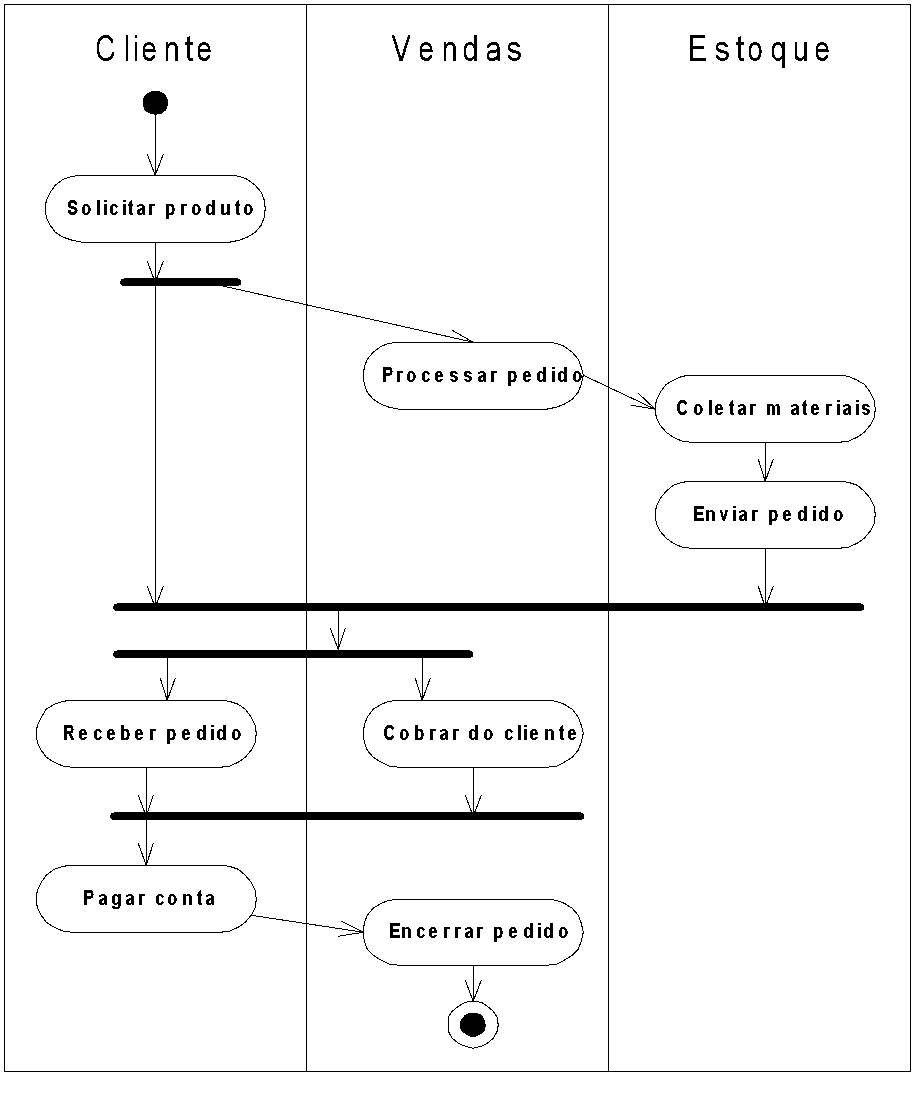 Cliente
Vendas
Estoque
Solicitar produto
Processar pedido
Coletar materiais
Enviar pedido
Receber pedido
Cobrar do cliente
Pagar conta
Encerrar pedido